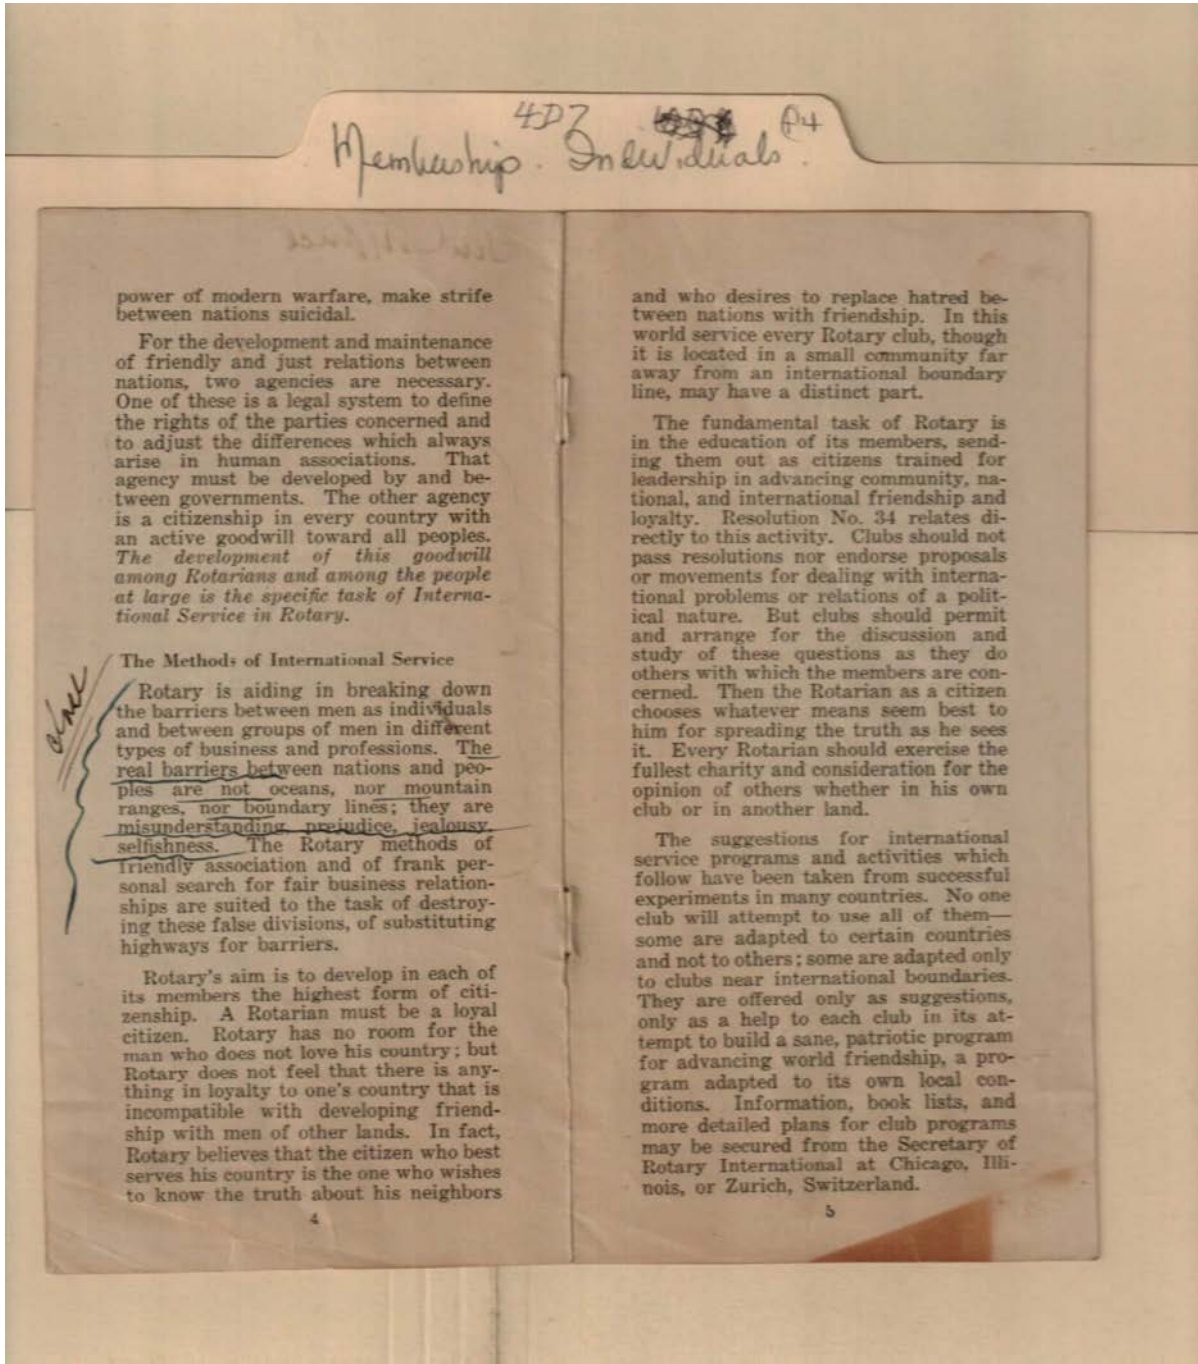 4D7 P4
Membership. Individuals.
power of modern warfare, make strife
between nations suicidal.
For the development and maintenance
of friendly and just relations between
nations, two agencies are necessary.
One of these is a legal system to define
the rights of the parties concerned and
to adjust the differences which always
arise in human associations. That
agency must be developed by and be-
tween governments. The other agency
is a citizenship in every country with
an active goodwill toward all peoples.
The development of this goodwill
among Rotarians and among the people
at large is the specific task of Interna-
tional Service in Rotary.
The Methods of International Service
Rotary is aiding in breaking down
the barriers between men as individuals
and between groups of men in different
types of business and professions. The
real barriers between nations and peo-
ples are not oceans, nor mountain
ranges, nor boundary lines; they are
misunderstanding, prejudice, jealousy,
selfishness. The Rotary methods of
friendly association and of frank per-
sonal search for fair business relation-
ships are suited to the task of destroy-
ing these false divisions, of substituting
highways for barriers.
Rotary's aim is to develop in each of
its members the highest form of citi-
zenship. A Rotarian must be a loyal
citizen. Rotary has no room for the
man who does not love his country; but
Rotary does not feel that there is any-
thing in loyalty to one's country that is
incompatible with developing friend-
ship with men of other lands. In fact,
Rotary believes that the citizen who best
serves his country is the one who wishes
to know the truth about his neighbors
4
and who desires to replace hatred be-
tween nations with friendship. In this
world service every Rotary club, though
it is located in a small community far
away from an international boundary
line, may have a distinct part.
The fundamental task of Rotary is
in the education of its members, send-
ing them out as citizens trained for
leadership in advancing community, na-
tional, and international friendship and
loyalty. Resolution No. 34 relates di-
rectly to this activity. Clubs should not
pass resolutions nor endorse proposals
or movements for dealing with interna-
tional problems or relations of a polit-
ical nature. But clubs should permit
and arrange for the discussion and
study of these questions as they do
others with which the members are con-
cerned. Then the Rotarian as a citizen
chooses whatever means seem best to
him for spreading the truth as he sees
it. Every Rotarian should exercise the
fullest charity and consideration for the
opinion of others whether in his own
club or in another land.
The suggestions for international
service programs and activities which
follow have been taken from successful
experiments in many countries. No one
club will attempt to use all of them—
some are adapted to certain countries
and not to others; some are adapted only
to clubs near international boundaries.
They are offered only as suggestions,
only as a help to each club in its at-
tempt to build a sane, patriotic program
for advancing world friendship, a pro-
gram adapted to its own local con-
ditions. Information, book lists, and
more detailed plans for club programs
may be secured from the Secretary of
Rotary International at Chicago, Illi-
nois, or Zurich, Switzerland.
5